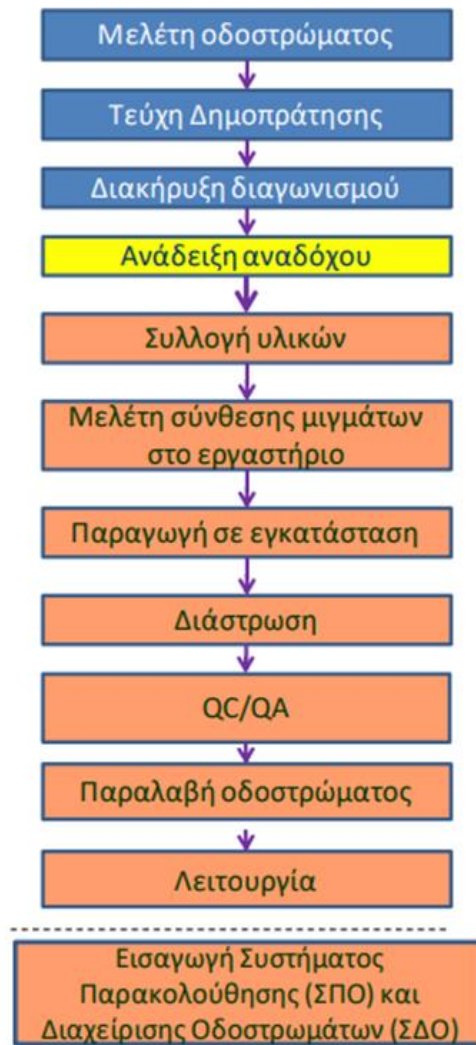 Μελέτη οδοστρώματος
Τεύχη Δημοπράτησης
Διακήρυξη διαγωνισμού
Ανάδειξη αναδόχου
Συλλογή υλικών
Μελέτη σύνθεσης μιγμάτων
στο εργαστήριο
Παραγωγή σε εγκατάσταση
Διάστρωση
QC/QA
Παραλαβή οδοστρώματος
Λειτουργία
Εισαγωγή Συστήματος
Παρακολούθησης (ΣΠΟ) και
Διαχείρισης Οδοστρωμάτων (ΣΔΟ)